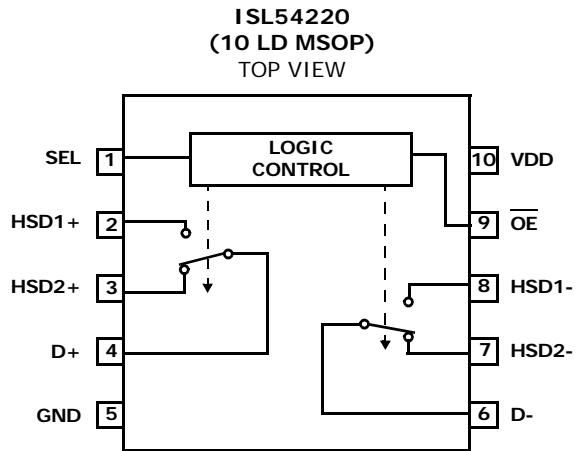 ISL54220
(10 LD MSOP)
TOP VIEW
LOGIC
CONTROL
SEL 1
10 VDD
HSD1+ 2
9 O̅E̅
HSD2+ 3
8 HSD1-
D+ 4
7 HSD2-
GND 5
6 D-